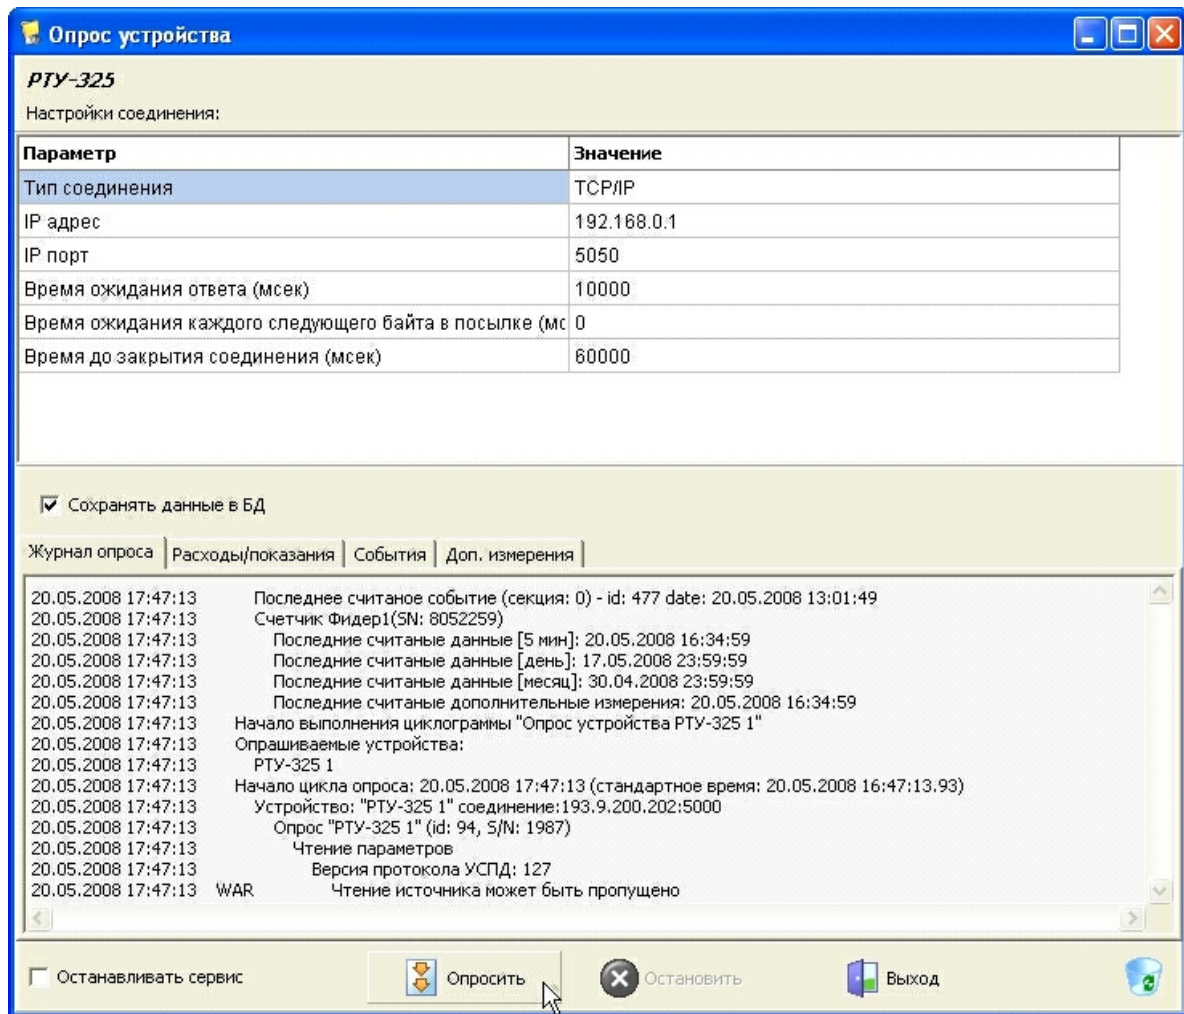 Опрос устройства
РТУ-325
Настройки соединения:
Параметр Значение
Тип соединения TCP/IP
IP адрес 192.168.0.1
IP порт 5050
Время ожидания ответа (мсек) 10000
Время ожидания каждого следующего байта в посылке (мс 0
Время до закрытия соединения (мсек) 60000
Сохранять данные в БД
Журнал опроса Расходы/показания События Доп. измерения
20.05.2008 17:47:13 Последнее считаное событие (секция: 0) - id: 477 date: 20.05.2008 13:01:49
20.05.2008 17:47:13 Счетчик Фидер1(SN: 8052259)
20.05.2008 17:47:13 Последние считаные данные [5 мин]: 20.05.2008 16:34:59
20.05.2008 17:47:13 Последние считаные данные [день]: 17.05.2008 23:59:59
20.05.2008 17:47:13 Последние считаные данные [месяц]: 30.04.2008 23:59:59
20.05.2008 17:47:13 Последние считаные дополнительные измерения: 20.05.2008 16:34:59
20.05.2008 17:47:13 Начало выполнения циклограммы "Опрос устройства РТУ-325 1"
20.05.2008 17:47:13 Опрашиваемые устройства:
20.05.2008 17:47:13 РТУ-325 1
20.05.2008 17:47:13 Начало цикла опроса: 20.05.2008 17:47:13 (стандартное время: 20.05.2008 16:47:13.93)
20.05.2008 17:47:13 Устройство: "РТУ-325 1" соединение:193.9.200.202:5000
20.05.2008 17:47:13 Опрос "РТУ-325 1" (id: 94, S/N: 1987)
20.05.2008 17:47:13 Чтение параметров
20.05.2008 17:47:13 Версия протокола УСПД: 127
20.05.2008 17:47:13 WAR Чтение источника может быть пропущено
Останавливать сервис Опросить Остановить Выход